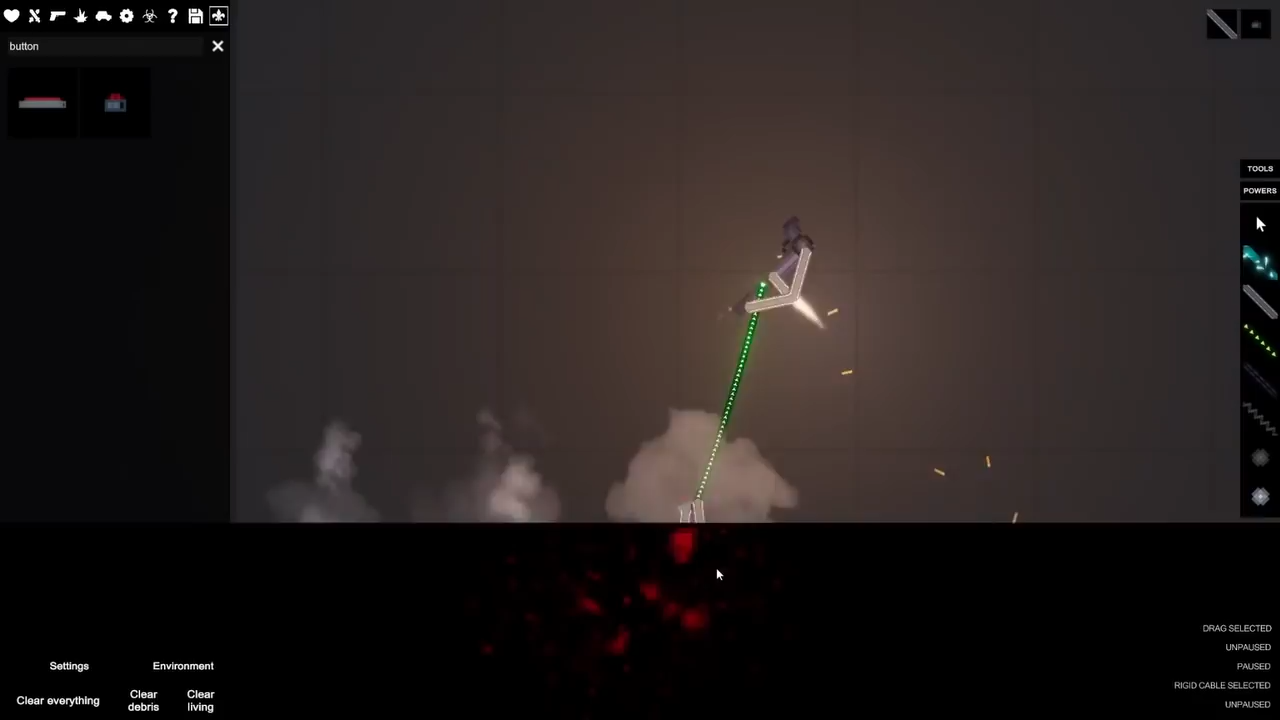 button
TOOLS
POWERS
DRAG SELECTED
UNPAUSED
PAUSED
RIGID CABLE SELECTED
UNPAUSED
Settings
Environment
Clear everything
Clear
debris
Clear
living